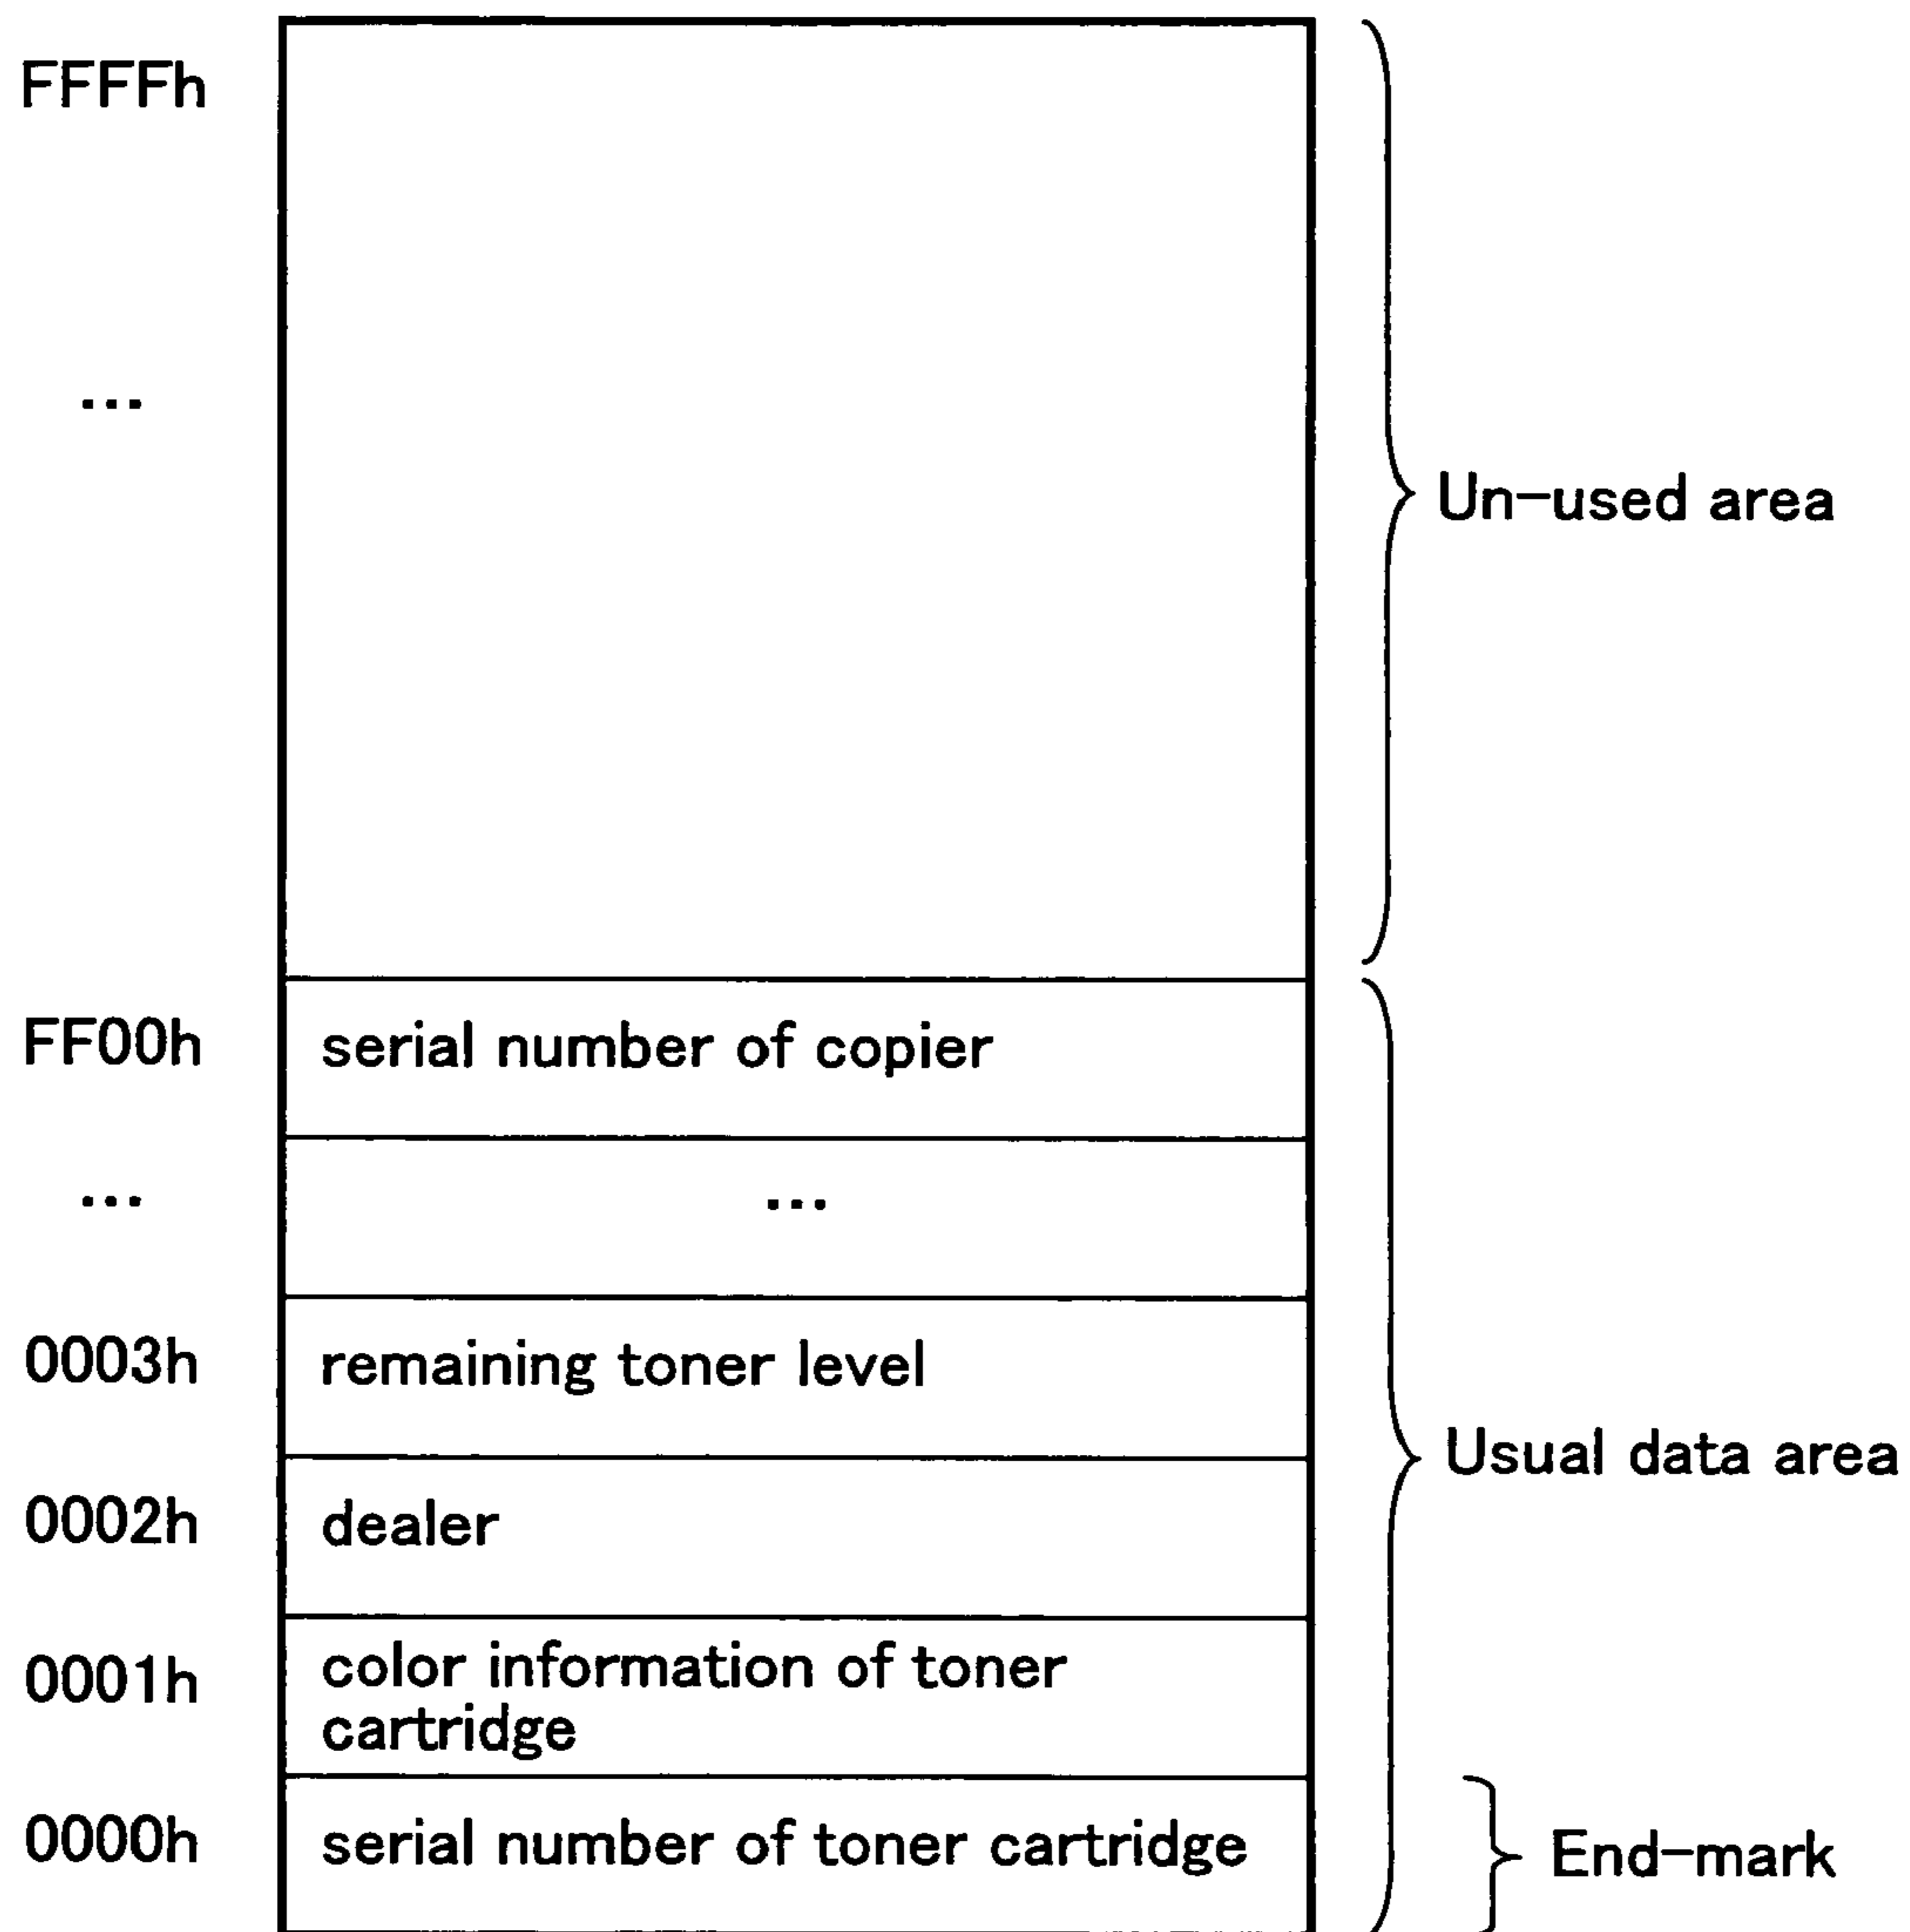 FFFFh
...
Un-used area
FF00h serial number of copier
... ...
0003h remaining toner level
Usual data area
0002h dealer
0001h color information of toner
cartridge
0000h serial number of toner cartridge
End-mark